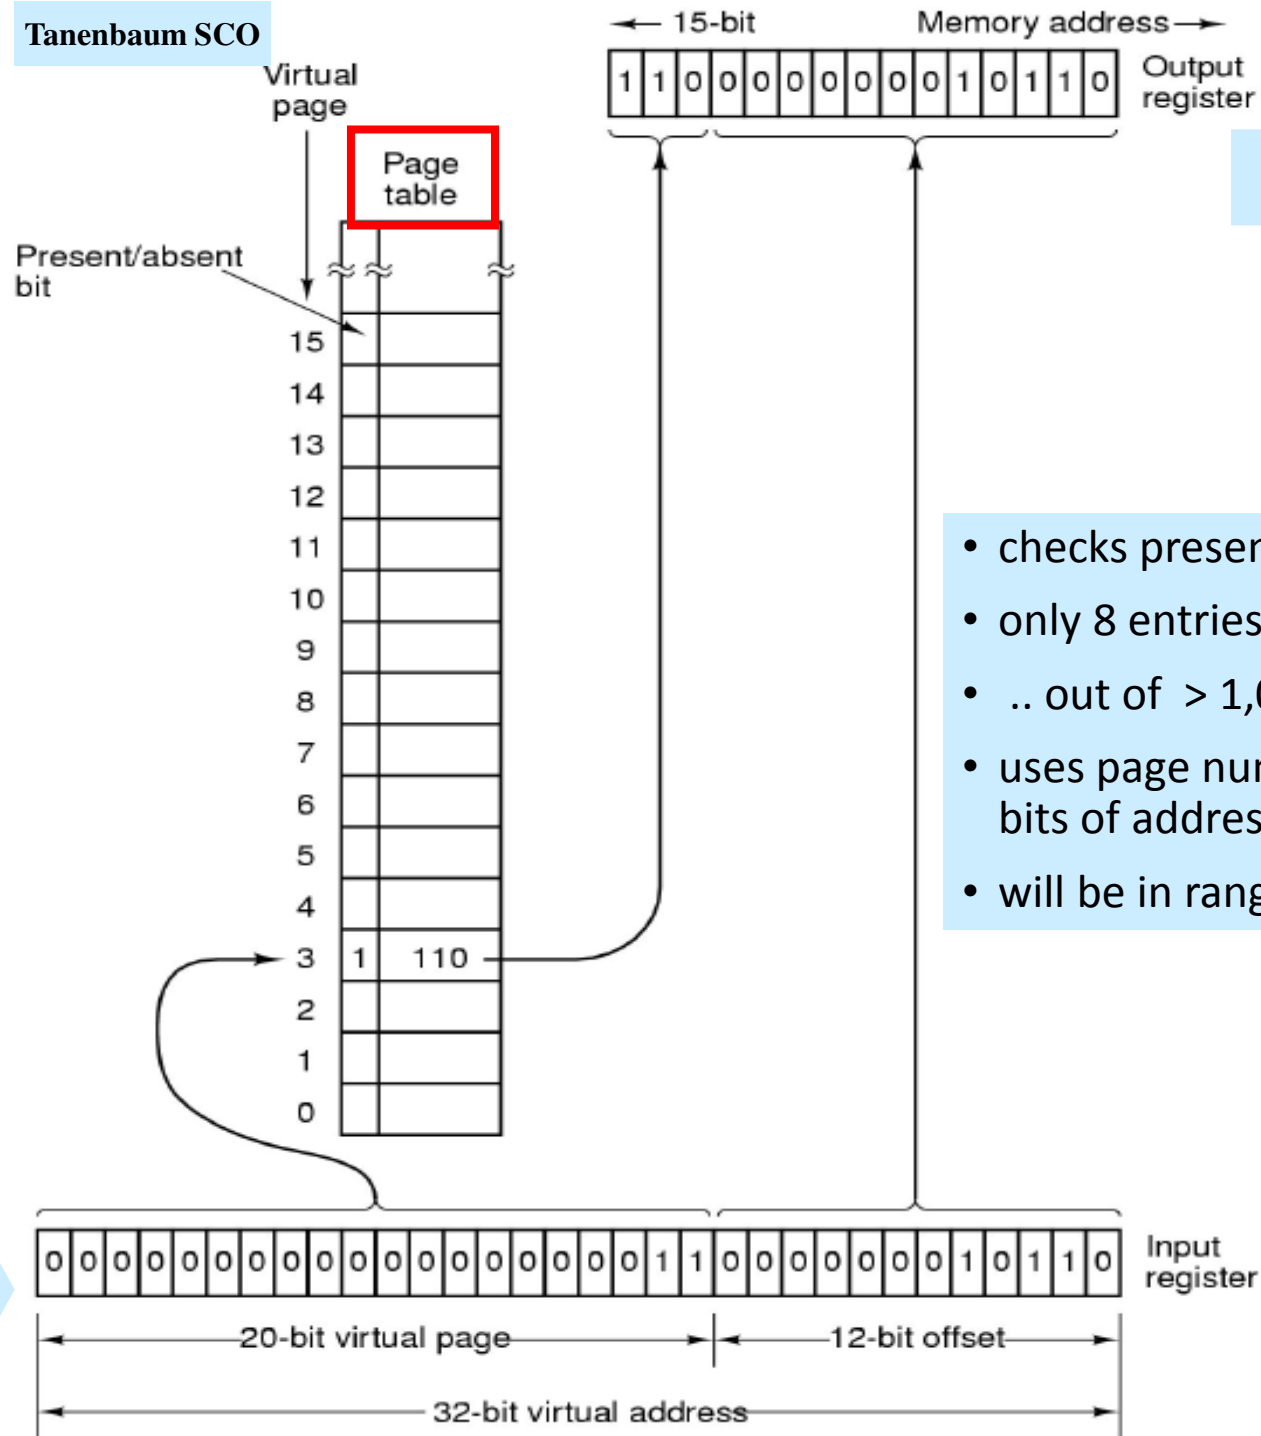 Tanenbaum SCO
15-bit Memory address
1 1 0 0 0 0 0 0 0 0 1 0 1 1 0
Output
register
Virtual
page
Page
table
Present/absent
bit
15
14
13
12
11
10
9
8
7
6
5
4
3 1 110
2
1
0
• checks
• only 8 entries
• .. out of > 1,0
• uses page
bits of
• will be in
0 0 0 0 0 0 0 0 0 0 0 0 0 0 0 0 0 0 1 1 0 0 0 0 0 0 0 1 0 1 1 0
Input
register
20-bit virtual page 12-bit offset
32-bit virtual address